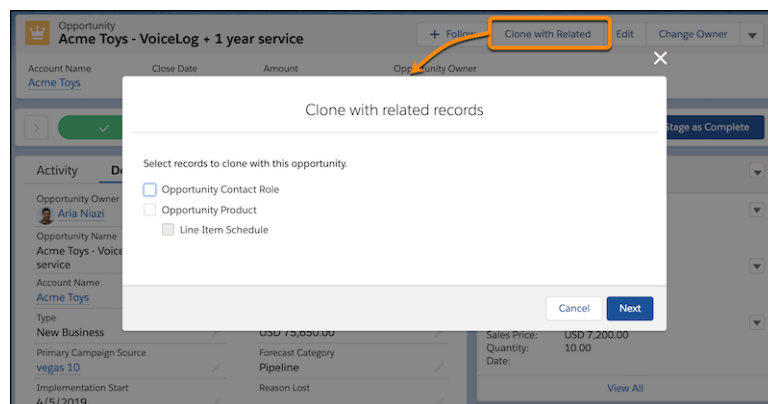 Opportunity
Acme Toys - VoiceLog + 1 year service
+ Follow
Clone with Related
Edit
Change Owner
Account Name
Close Date
Amount
Opportunity Owner
Acme Toys
Stage as Complete
Clone with related records
Select records to clone with this opportunity.
Opportunity Contact Role
Opportunity Product
Line Item Schedule
Cancel
Next
Activity
Opportunity Owner
Aria Niazi
Opportunity Name
Acme Toys - Voice
service
Account Name
Acme Toys
Type
New Business
USD 75,650.00
Primary Campaign Source
vegas 10
Forecast Category
Pipeline
Implementation Start
4/5/2019
Reason Lost
Sales Price:
USD 7,200.00
Quantity:
10.00
Date:
View All